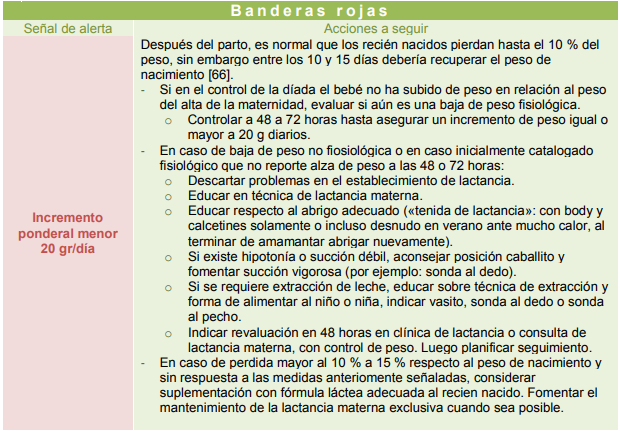 Banderas rojas
Señal de alerta
Acciones a seguir
Incremento
ponderal menor
20 gr/día
Después del parto, es normal que los recién nacidos pierdan hasta el 10 % del
peso, sin embargo entre los 10 y 15 días debería recuperar el peso de
nacimiento [66].
- Si en el control de la díada el bebé no ha subido de peso en relación al peso
del alta de la maternidad, evaluar si aún es una baja de peso fisiológica.
o Controlar a 48 a 72 horas hasta asegurar un incremento de peso igual o
mayor a 20 g diarios.
- En caso de baja de peso no fiosiológica o en caso inicialmente catalogado
fisiológico que no reporte alza de peso a las 48 o 72 horas:
o Descartar problemas en el establecimiento de lactancia.
o Educar en técnica de lactancia materna.
o Educar respecto al abrigo adecuado («tenida de lactancia»: con body y
calcetines solamente o incluso desnudo en verano ante mucho calor, al
terminar de amamantar abrigar nuevamente).
o Si existe hipotonía o succión débil, aconsejar posición caballito y
fomentar succión vigorosa (por ejemplo: sonda al dedo).
o Si se requiere extracción de leche, educar sobre técnica de extracción y
forma de alimentar al niño o niña, indicar vasito, sonda al dedo o sonda
al pecho.
o Indicar revaluación en 48 horas en clínica de lactancia o consulta de
lactancia materna, con control de peso. Luego planificar seguimiento.
- En caso de perdida mayor al 10 % a 15 % respecto al peso de nacimiento y
sin respuesta a las medidas anteriormente señaladas, considerar
suplementación con fórmula láctea adecuada al recien nacido. Fomentar el
mantenimiento de la lactancia materna exclusiva cuando sea posible.